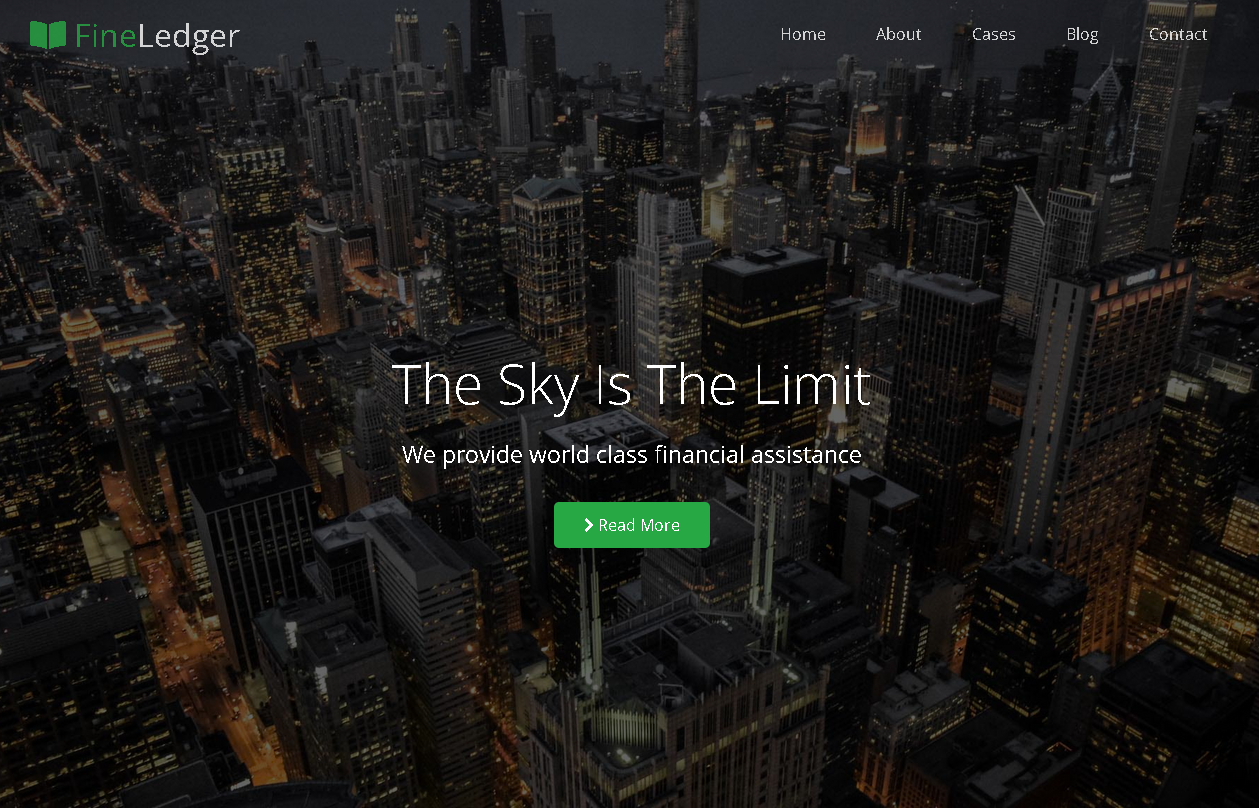 FineLedger
Home About Cases Blog Contact
The Sky Is The Limit
We provide world class financial assistance
Read More